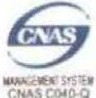 CNAS
MANAGEMENT SYSTEM
CNAS C040-Q